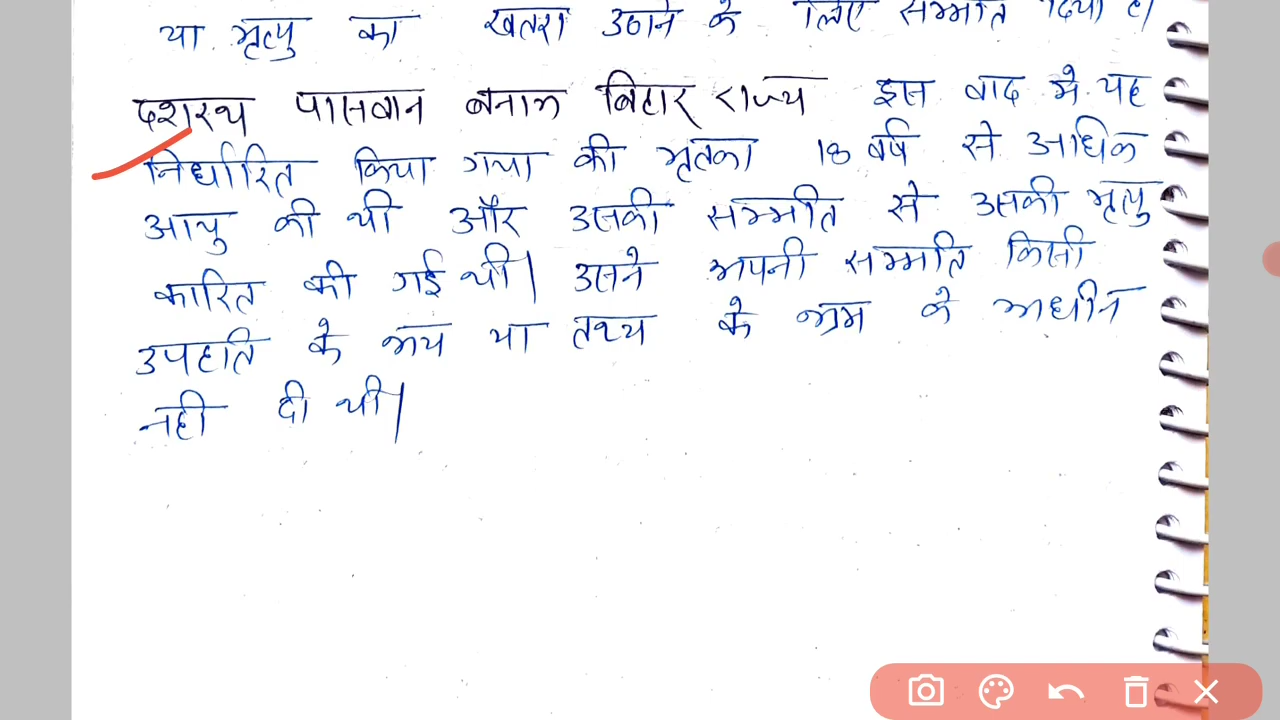 या मृत्यु का खतरा उठाने के लिए सम्मति दिया है।
दशरथ पासवान बनाम बिहार राज्य इस वाद मे यह
निर्धारित किया गया की मृतका 18 वर्ष से अधिक
आयु की थी और उसकी सम्मति से उसकी मृत्यु
कारित की गई थी। उसने अपनी सम्मति किसी
उपहति के भय या तथ्य के भ्रम के अधीन
नही दी थी।